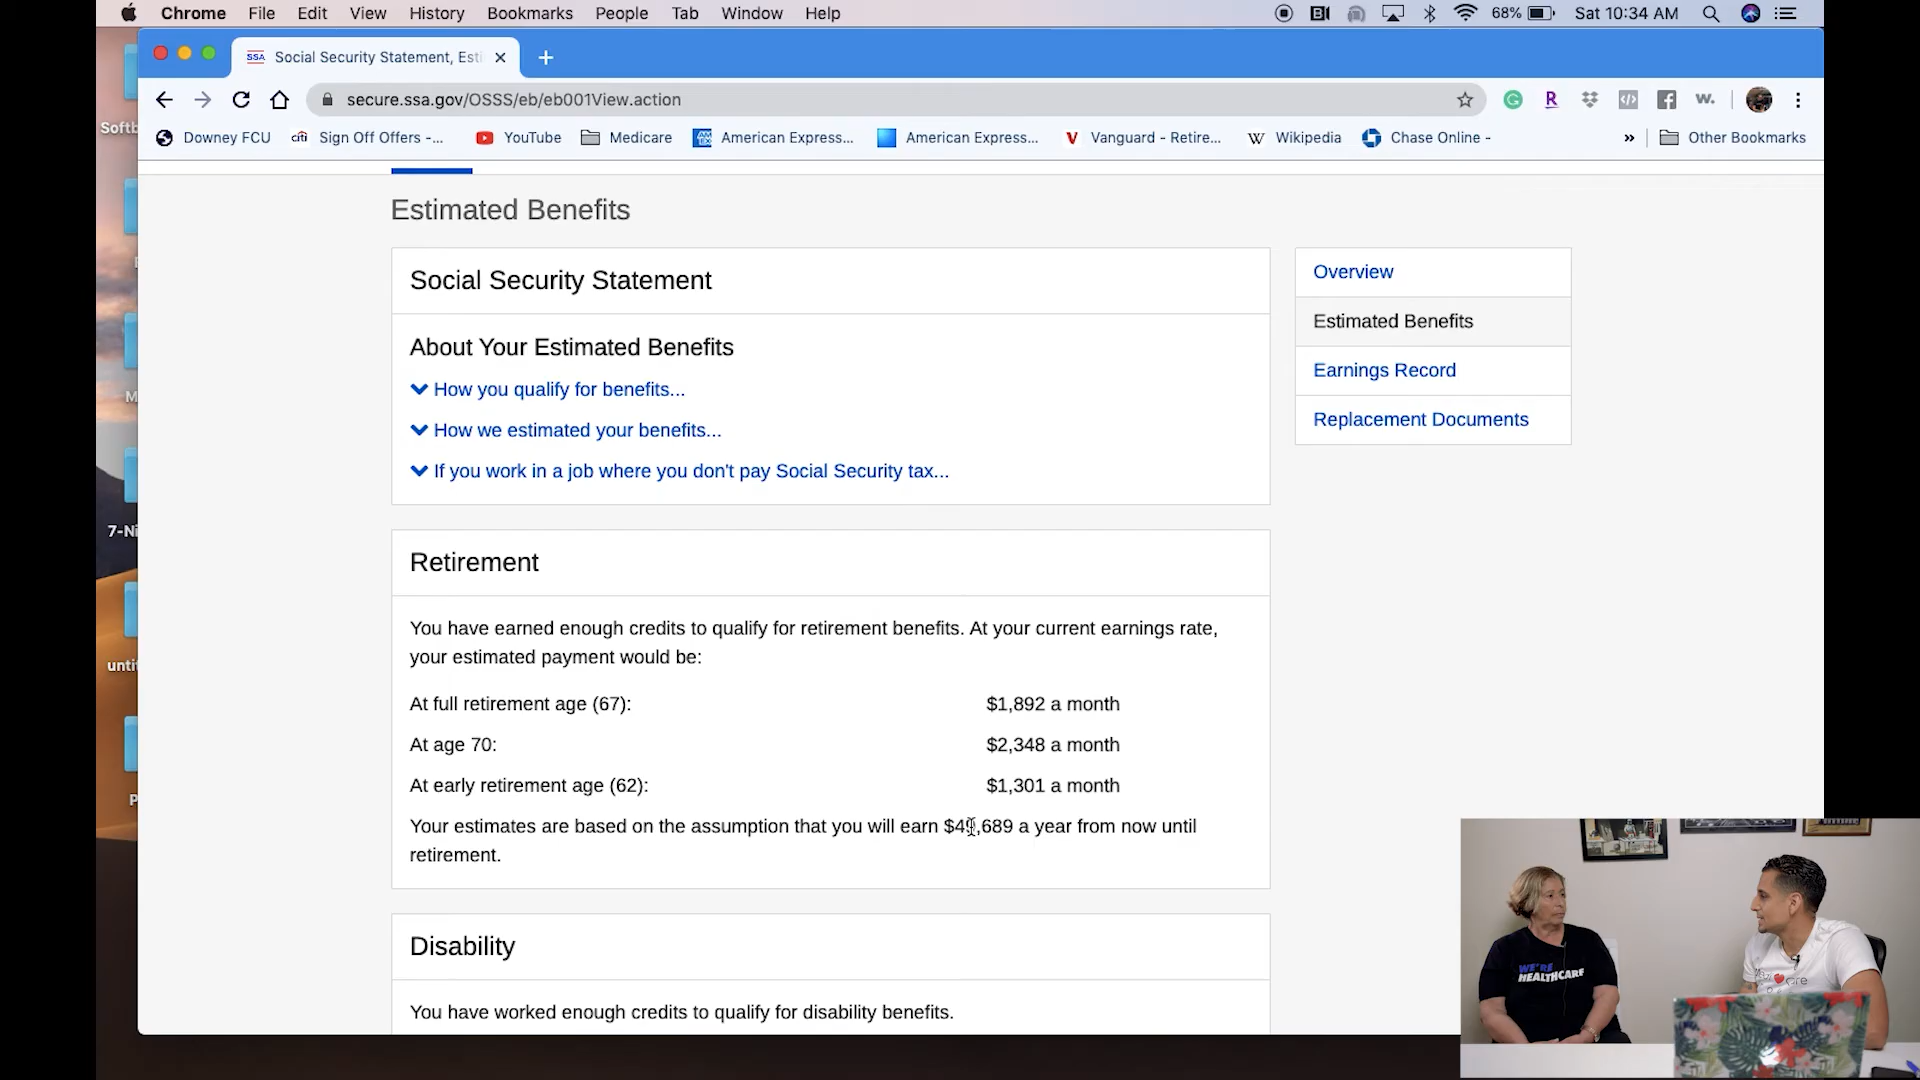 Chrome File Edit View History Bookmarks People Tab Window Help 68% Sat 10:34 AM
SSA Social Security Statement, Esti
secure.ssa.gov/OSSS/eb/eb001View.action
Downey FCU citi Sign Off Offers -... YouTube Medicare American Express... American Express... Vanguard - Retire... Wikipedia Chase Online - » Other Bookmarks
Estimated Benefits
Social Security Statement
About Your Estimated Benefits
How you qualify for benefits...
How we estimated your benefits...
If you work in a job where you don't pay Social Security tax...
Overview
Estimated Benefits
Earnings Record
Replacement Documents
Retirement
You have earned enough credits to qualify for retirement benefits. At your current earnings rate,
your estimated payment would be:
At full retirement age (67): $1,892 a month
At age 70: $2,348 a month
At early retirement age (62): $1,301 a month
Your estimates are based on the assumption that you will earn a year from now until
retirement.
Disability
You have worked enough credits to qualify for disability benefits.
Softb
7-Ni
untit
WE'RE
HEALTHCARE